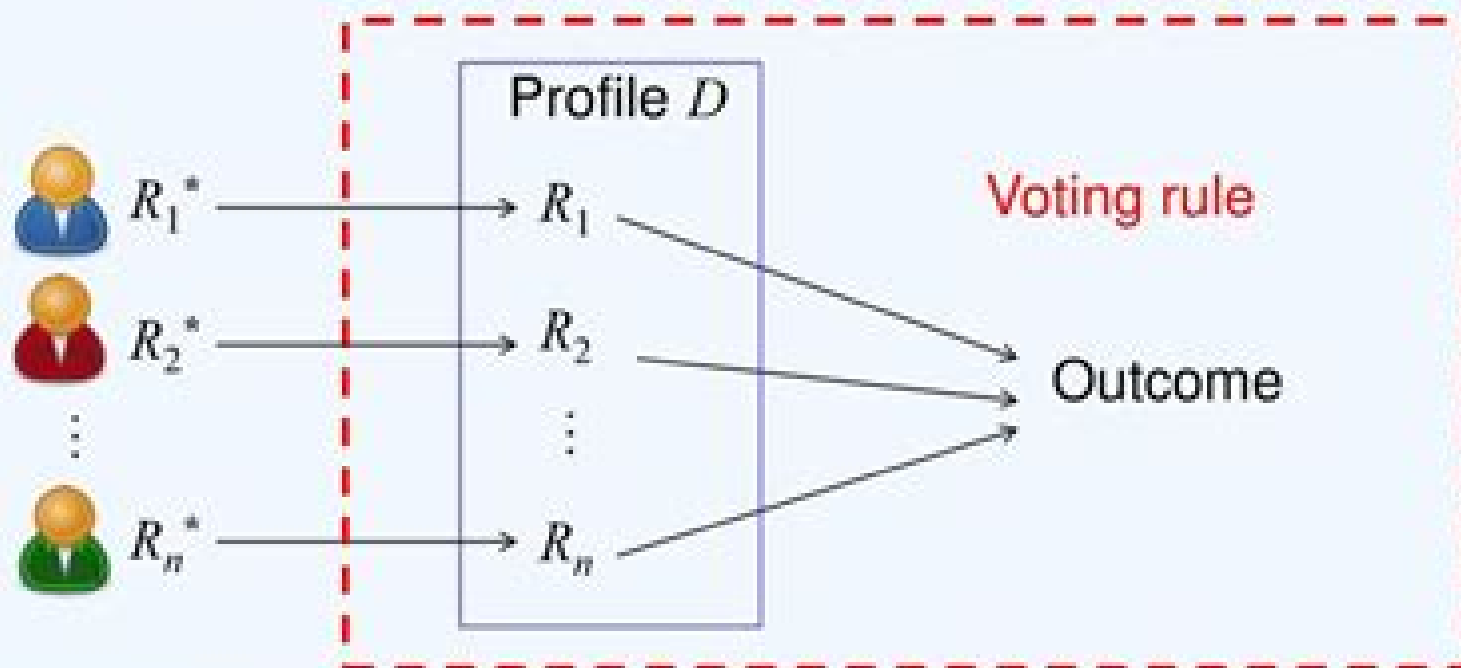 Profile D
R₁* R₁
Voting rule
R₂* R₂
Outcome
⋮ ⋮
Rₙ* Rₙ